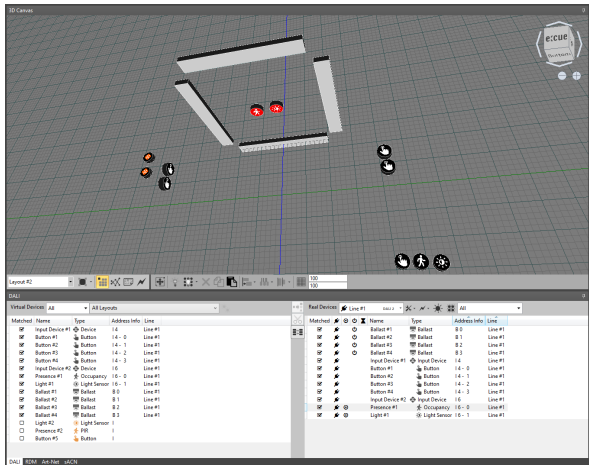 3D Canvas
e:cue
Layout #2
100
100
DALI
Virtual Devices All All Layouts
Real Devices Line #1 DALI 2 All
Matched Name Type Address Info Line
Input Device #1 Device I 4 Line #1
Button #1 Button I 4 - 0 Line #1
Button #2 Button I 4 - 1 Line #1
Button #3 Button I 4 - 2 Line #1
Button #4 Button I 4 - 3 Line #1
Input Device #2 Device I 6 Line #1
Presence #1 Occupancy I 6 - 0 Line #1
Light #1 Light Sensor I 6 - 1 Line #1
Ballast #1 Ballast B 0 Line #1
Ballast #2 Ballast B 1 Line #1
Ballast #3 Ballast B 2 Line #1
Ballast #4 Ballast B 3 Line #1
Light #2 Light Sensor I
Presence #2 PIR I
Button #5 Button I
Matched Name Type Address Info Line
Ballast #1 Ballast B 0 Line #1
Ballast #2 Ballast B 1 Line #1
Ballast #3 Ballast B 2 Line #1
Ballast #4 Ballast B 3 Line #1
Input Device #1 Device I 4 Line #1
Button #1 Button I 4 - 0 Line #1
Button #2 Button I 4 - 1 Line #1
Button #3 Button I 4 - 2 Line #1
Button #4 Button I 4 - 3 Line #1
Input Device #2 Device I 6 Line #1
Presence #1 Occupancy I 6 - 0 Line #1
Light #1 Light Sensor I 6 - 1 Line #1
DALI RDM Art-Net sACN